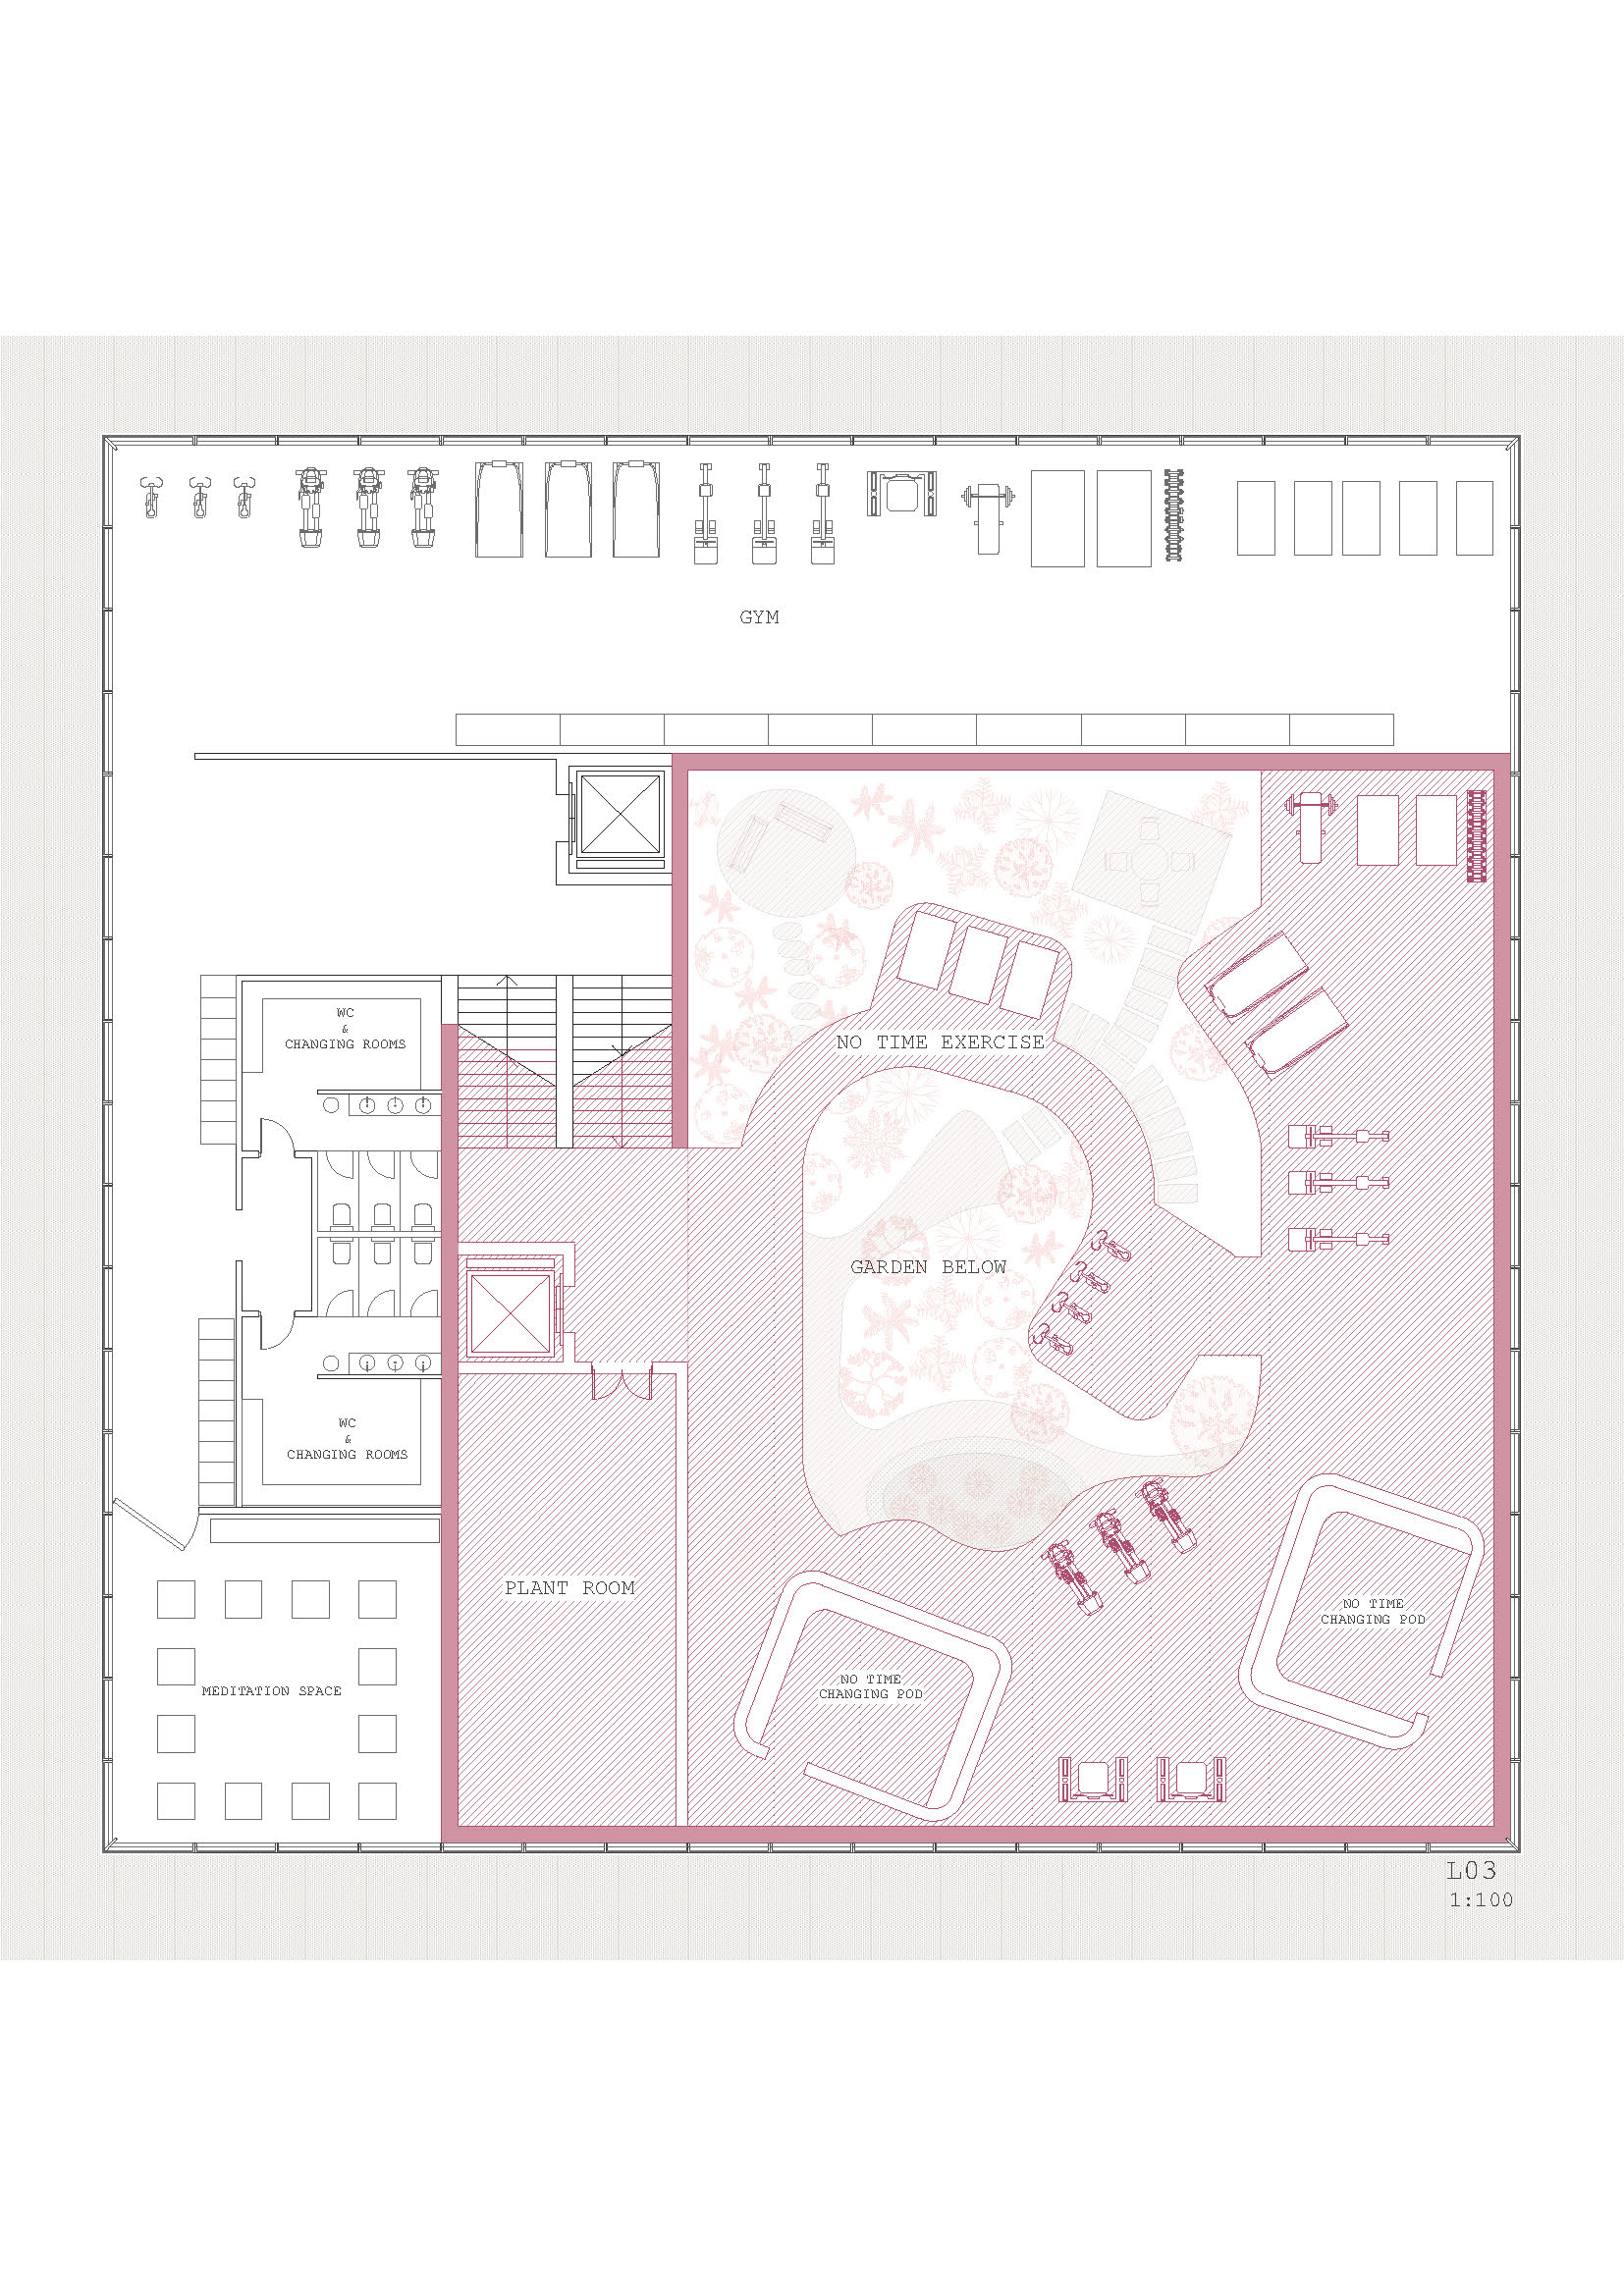 GYM
WC
&
CHANGING ROOMS
NO TIME EXERCISE
GARDEN BELOW
WC
&
CHANGING ROOMS
PLANT ROOM
NO TIME
CHANGING POD
NO TIME
CHANGING POD
MEDITATION SPACE
L03
1:100